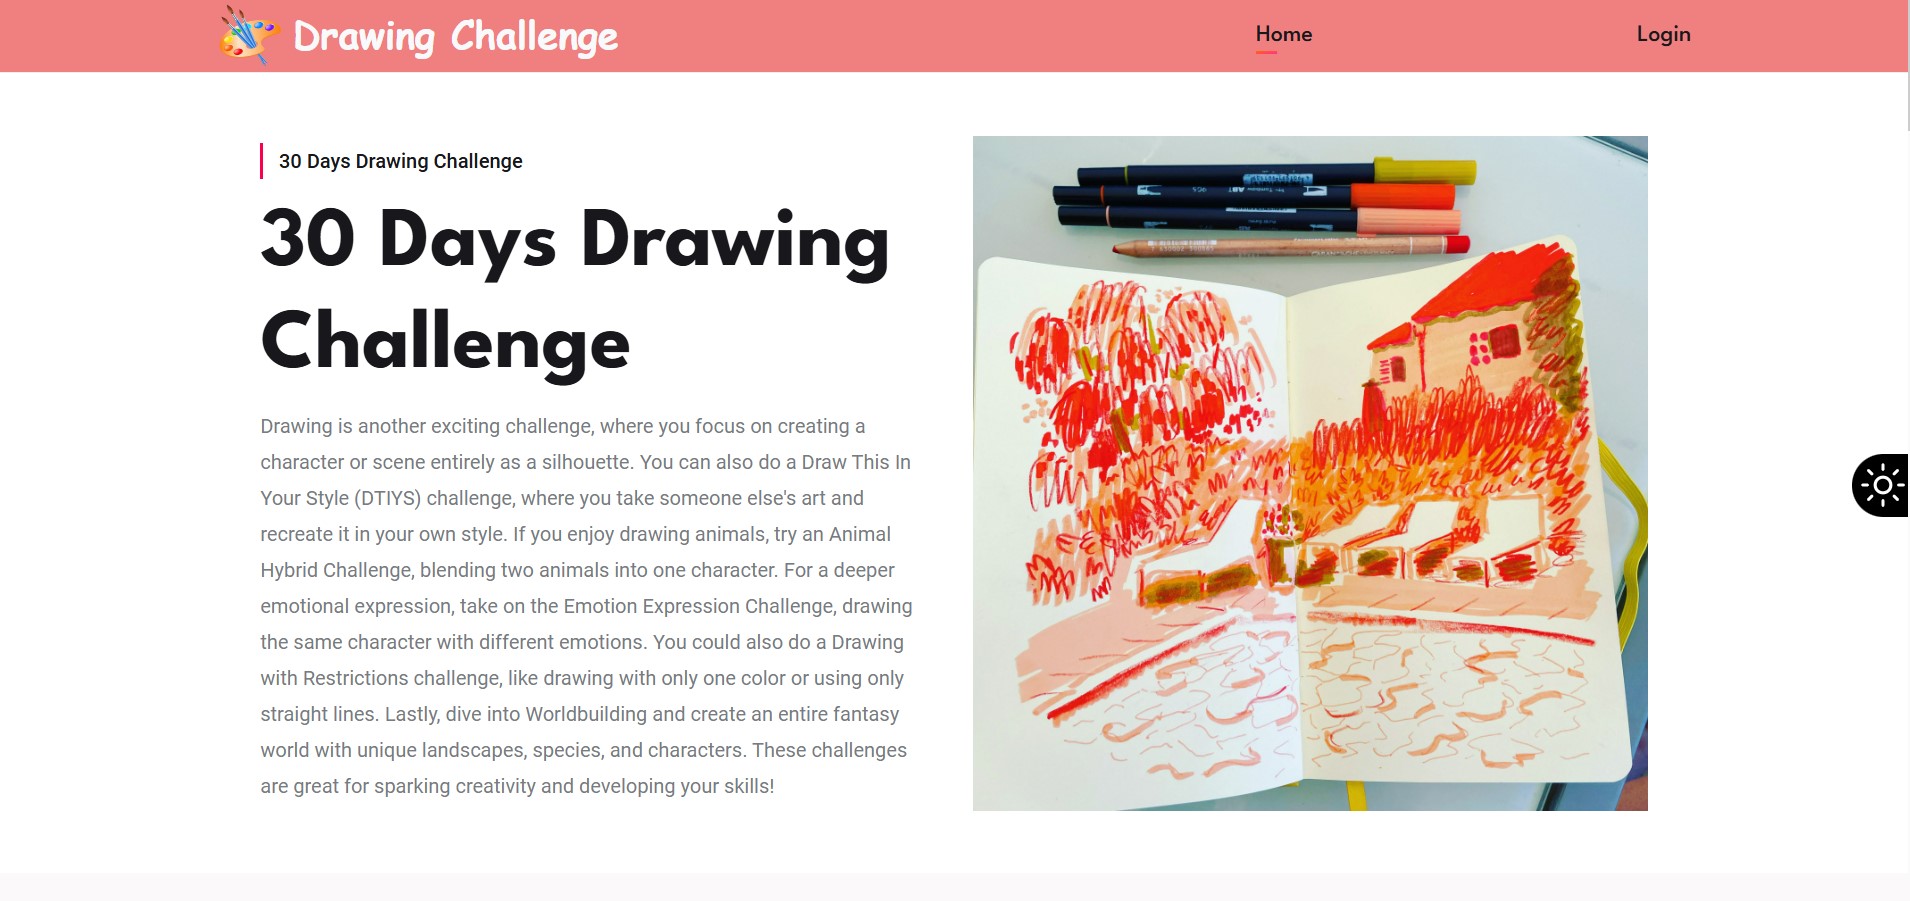 Drawing Challenge
Home
Login
30 Days Drawing Challenge
30 Days Drawing
Challenge
Drawing is another exciting challenge, where you focus on creating a
character or scene entirely as a silhouette. You can also do a Draw This In
Your Style (DTIYS) challenge, where you take someone else's art and
recreate it in your own style. If you enjoy drawing animals, try an Animal
Hybrid Challenge, blending two animals into one character. For a deeper
emotional expression, take on the Emotion Expression Challenge, drawing
the same character with different emotions. You could also do a Drawing
with Restrictions challenge, like drawing with only one color or using only
straight lines. Lastly, dive into Worldbuilding and create an entire fantasy
world with unique landscapes, species, and characters. These challenges
are great for sparking creativity and developing your skills!